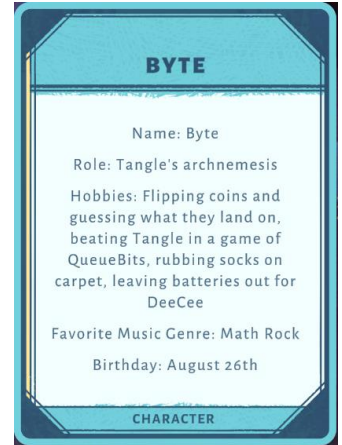 BYTE
Name: Byte
Role: Tangle's archnemesis
Hobbies: Flipping coins and
guessing what they land on,
beating Tangle in a game of
QueueBits, rubbing socks on
carpet, leaving batteries out for
DeeCee
Favorite Music Genre: Math Rock
Birthday: August 26th
CHARACTER